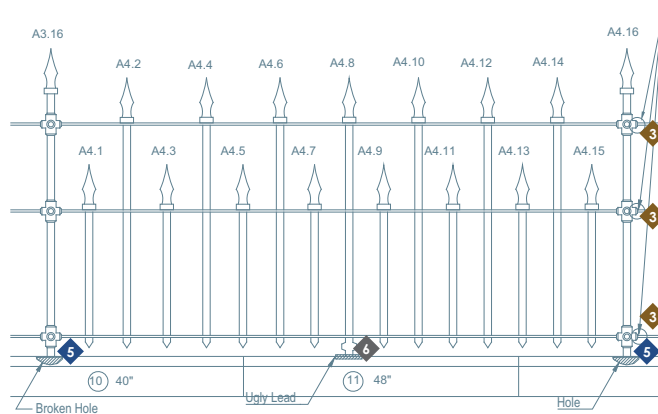 A3.16
A4.16
A4.2
A4.4
A4.6
A4.8
A4.10
A4.12
A4.14
3
A4.1
A4.3
A4.5
A4.7
A4.9
A4.11
A4.13
A4.15
3
3
5
6
5
10 40"
11 48"
Ugly Lead
Hole
Broken Hole